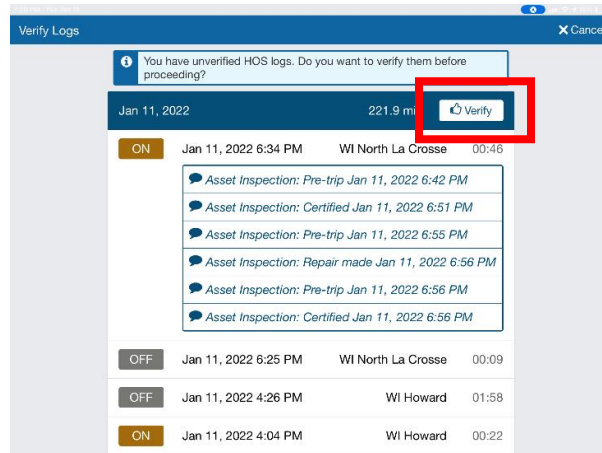 Verify Logs
Cance
You have unverified HOS logs. Do you want to verify them before
proceeding?
Jan 11, 2022 221.9 mi Verify
ON Jan 11, 2022 6:34 PM WI North La Crosse 00:46
Asset Inspection: Pre-trip Jan 11, 2022 6:42 PM
Asset Inspection: Certified Jan 11, 2022 6:51 PM
Asset Inspection: Pre-trip Jan 11, 2022 6:55 PM
Asset Inspection: Repair made Jan 11, 2022 6:56 PM
Asset Inspection: Pre-trip Jan 11, 2022 6:56 PM
Asset Inspection: Certified Jan 11, 2022 6:56 PM
OFF Jan 11, 2022 6:25 PM WI North La Crosse 00:09
OFF Jan 11, 2022 4:26 PM WI Howard 01:58
ON Jan 11, 2022 4:04 PM WI Howard 00:22